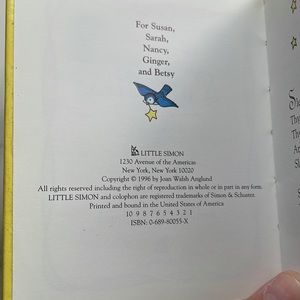 For Susan,
Sarah,
Nancy,
Ginger,
and Betsy
LITTLE SIMON
1230 Avenue of the Americas
New York, New York 10020
Copyright © 1996 by Joan Walsh Anglund
All rights reserved including the right of reproduction in whole or in part in any form.
LITTLE SIMON and colophon are registered trademarks of Simon & Schuster.
Printed and bound in the United States of America
10 9 8 7 6 5 4 3 2 1
ISBN: 0-689-80055-X